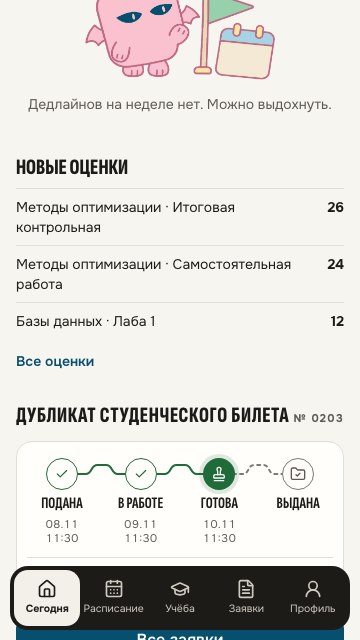 Дедлайнов на неделе нет. Можно выдохнуть.
НОВЫЕ ОЦЕНКИ
Методы оптимизации · Итоговая контрольная 26
Методы оптимизации · Самостоятельная работа 24
Базы данных · Лаба 1 12
Все оценки
ДУБЛИКАТ СТУДЕНЧЕСКОГО БИЛЕТА № 0203
ПОДАНА В РАБОТЕ ГОТОВА ВЫДАНА
08.11 09.11 10.11
11:30 11:30 11:30
Сегодня Расписание Учёба Заявки Профиль
Все заявки